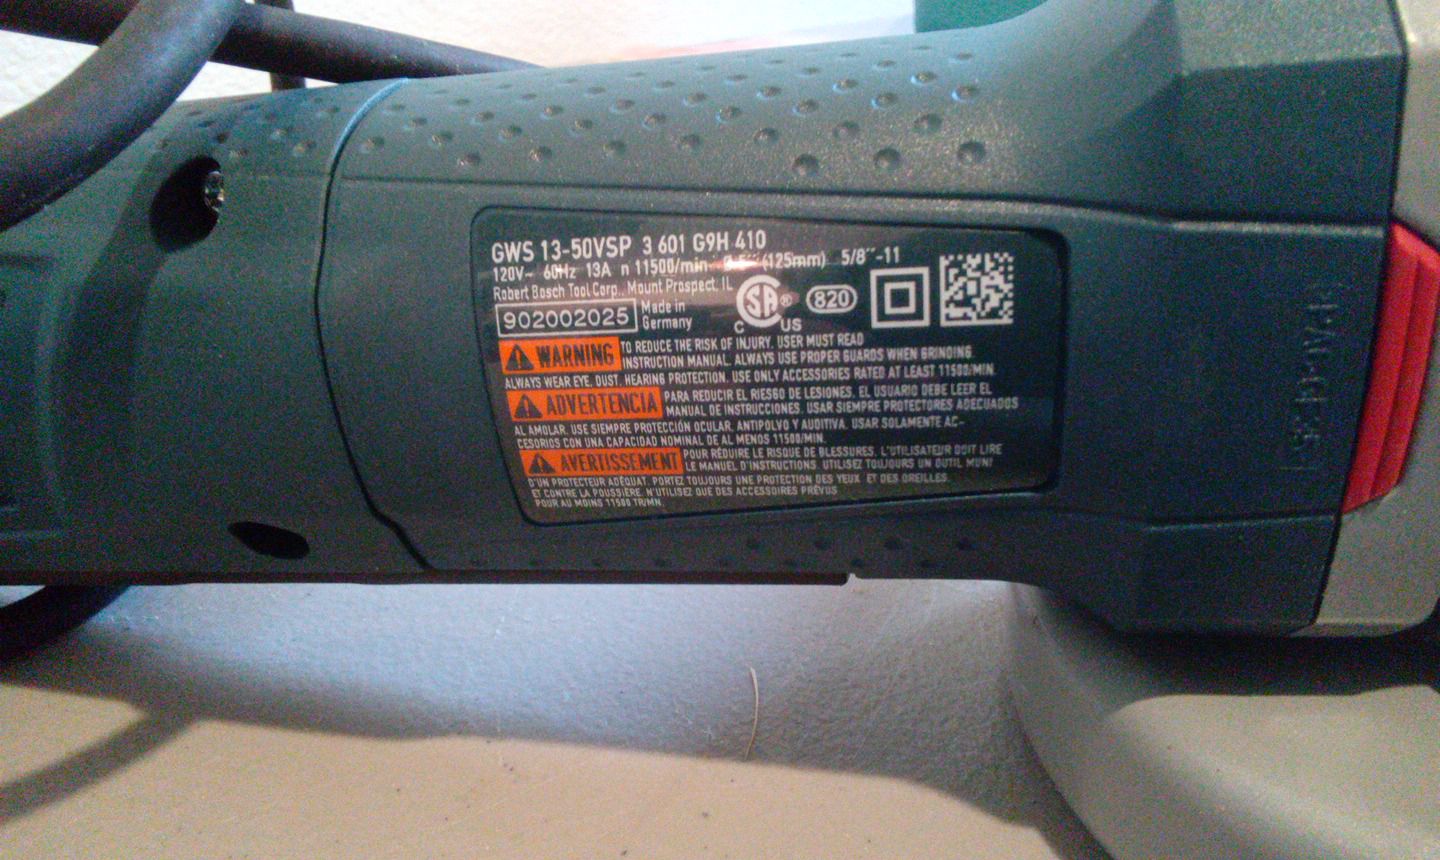 GWS 13-50VSP 3 601 G9H 410
120V~ 60Hz 13A n 11500/min (125mm) 5/8"-11
Robert Bosch Tool Corp., Mount Prospect, IL
902002025 Made in
Germany
C SA ® US
820
WARNING TO REDUCE THE RISK OF INJURY, USER MUST READ
INSTRUCTION MANUAL. ALWAYS USE PROPER GUARDS WHEN GRINDING.
ALWAYS WEAR EYE, DUST, HEARING PROTECTION. USE ONLY ACCESSORIES RATED AT LEAST 11500/MIN.
ADVERTENCIA PARA REDUCIR EL RIESGO DE LESIONES, EL USUARIO DEBE LEER EL
MANUAL DE INSTRUCCIONES. USAR SIEMPRE PROTECTORES ADECUADOS
AL AMOLAR. USE SIEMPRE PROTECCIÓN OCULAR, ANTIPOLVO Y AUDITIVA. USAR SOLAMENTE AC-
CESORIOS CON UNA CAPACIDAD NOMINAL DE AL MENOS 11500/MIN.
AVERTISSEMENT POUR RÉDUIRE LE RISQUE DE BLESSURES, L'UTILISATEUR DOIT LIRE
LE MANUEL D'INSTRUCTIONS. UTILISEZ TOUJOURS UN OUTIL MUNI
D'UN PROTECTEUR ADÉQUAT. PORTEZ TOUJOURS UNE PROTECTION DES YEUX ET DES OREILLES,
ET CONTRE LA POUSSIÈRE. N'UTILISEZ QUE DES ACCESSOIRES PRÉVUS
POUR AU MOINS 11500 TR/MN.